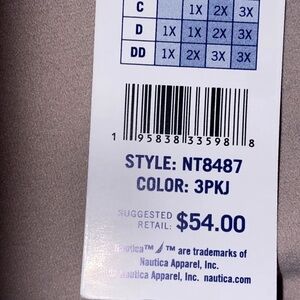 C 1X 2X 3X
D 1X 1X 2X 3X
DD 1X 2X 3X 3X
1 95838 33598 8
STYLE: NT8487
COLOR: 3PKJ
SUGGESTED
RETAIL: $54.00
Nautica™ ™ are trademarks of
Nautica Apparel, Inc.
Nautica Apparel, Inc. nautica.com